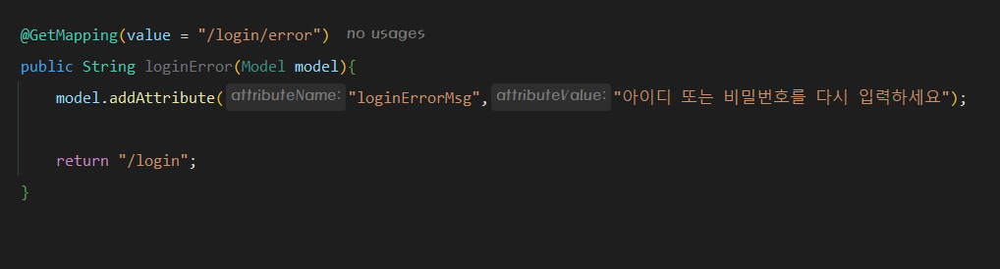 @GetMapping(value = "/login/error") no usages
public String loginError(Model model){
model.addAttribute( attributeName: "loginErrorMsg", attributeValue: "아이디 또는 비밀번호를 다시 입력하세요");
return "/login";
}